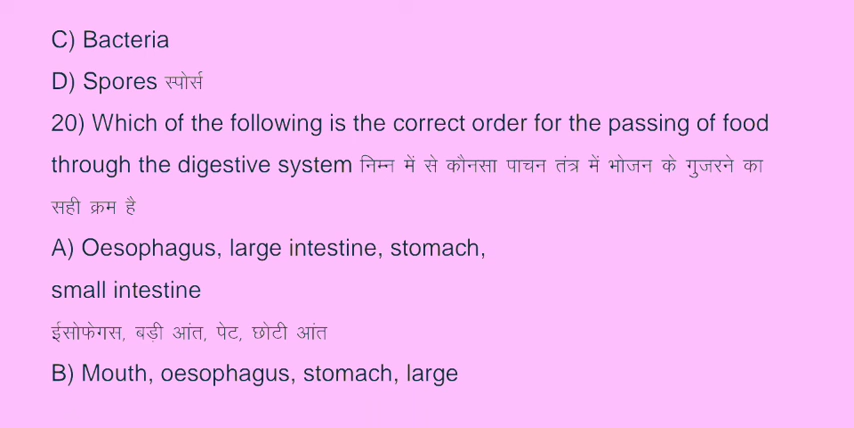 C) Bacteria
D) Spores स्पोर्स
20) Which of the following is the correct order for the passing of food
through the digestive system निम्न में से कौनसा पाचन तंत्र में भोजन के गुजरने का
सही क्रम है
A) Oesophagus, large intestine, stomach,
small intestine
ईसोफेगस, बड़ी आंत, पेट, छोटी आंत
B) Mouth, oesophagus, stomach, large